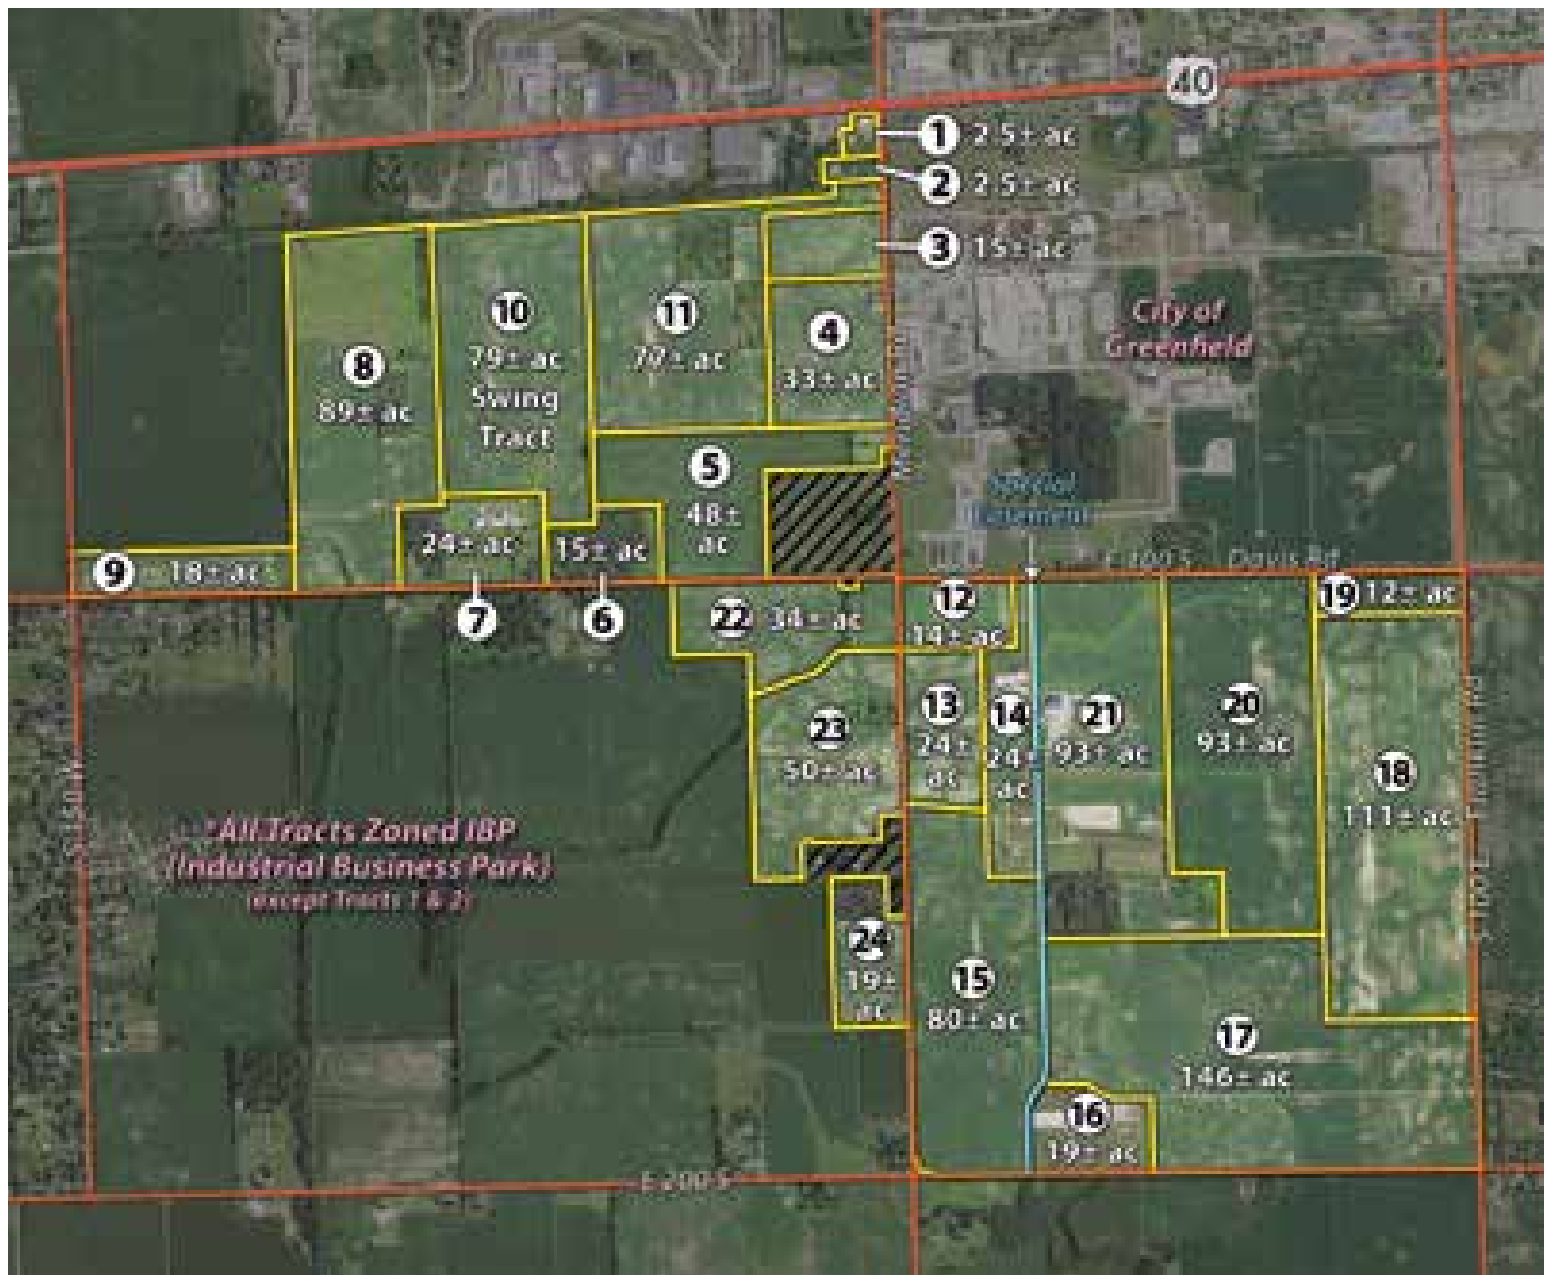 40
1 2.5± ac
2 2.5± ac
3 15± ac
City of
Greenfield
10
79± ac
Swing
Tract
11
4
33± ac
8
89± ac
5
48±
ac
24± ac
15± ac
9 18± ac
7
6
Davis Rd
12
14± ac
19 12± ac
22 34± ac
13
24±
ac
14
24±
ac
21
93± ac
20
93± ac
23
50± ac
18
111± ac
*All Tracts Zoned IBP
(Industrial Business Park)
(except Tracts 1 & 2)
24
19±
ac
15
80± ac
17
146± ac
16
19± ac
E 200 S